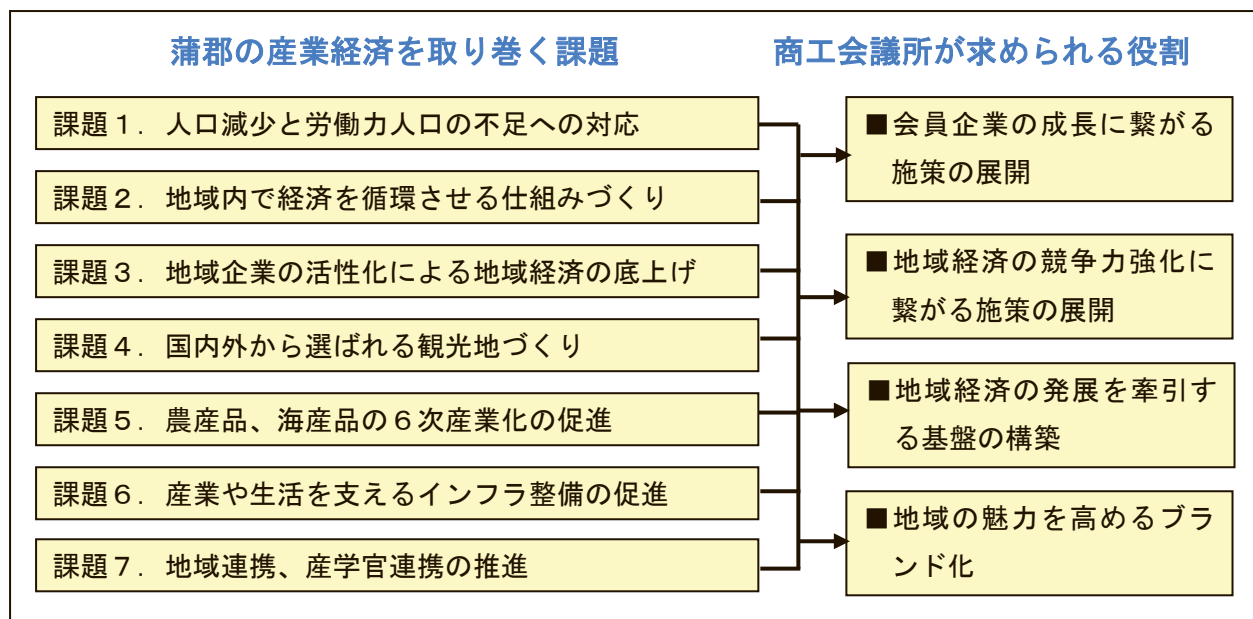 蒲郡の産業経済を取り巻く課題
課題１．人口減少と労働力人口の不足への対応
課題２．地域内で経済を循環させる仕組みづくり
課題３．地域企業の活性化による地域経済の底上げ
課題４．国内外から選ばれる観光地づくり
課題５．農産品、海産品の６次産業化の促進
課題６．産業や生活を支えるインフラ整備の促進
課題７．地域連携、産学官連携の推進
商工会議所が求められる役割
■会員企業の成長に繋がる
施策の展開
■地域経済の競争力強化に
繋がる施策の展開
■地域経済の発展を牽引す
る基盤の構築
■地域の魅力を高めるブラ
ンド化